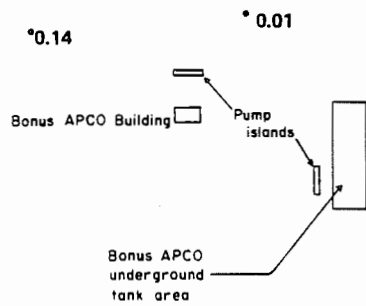 °0.14
°0.01
Bonus APCO Building
Pump
islands
Bonus APCO
underground
tank area